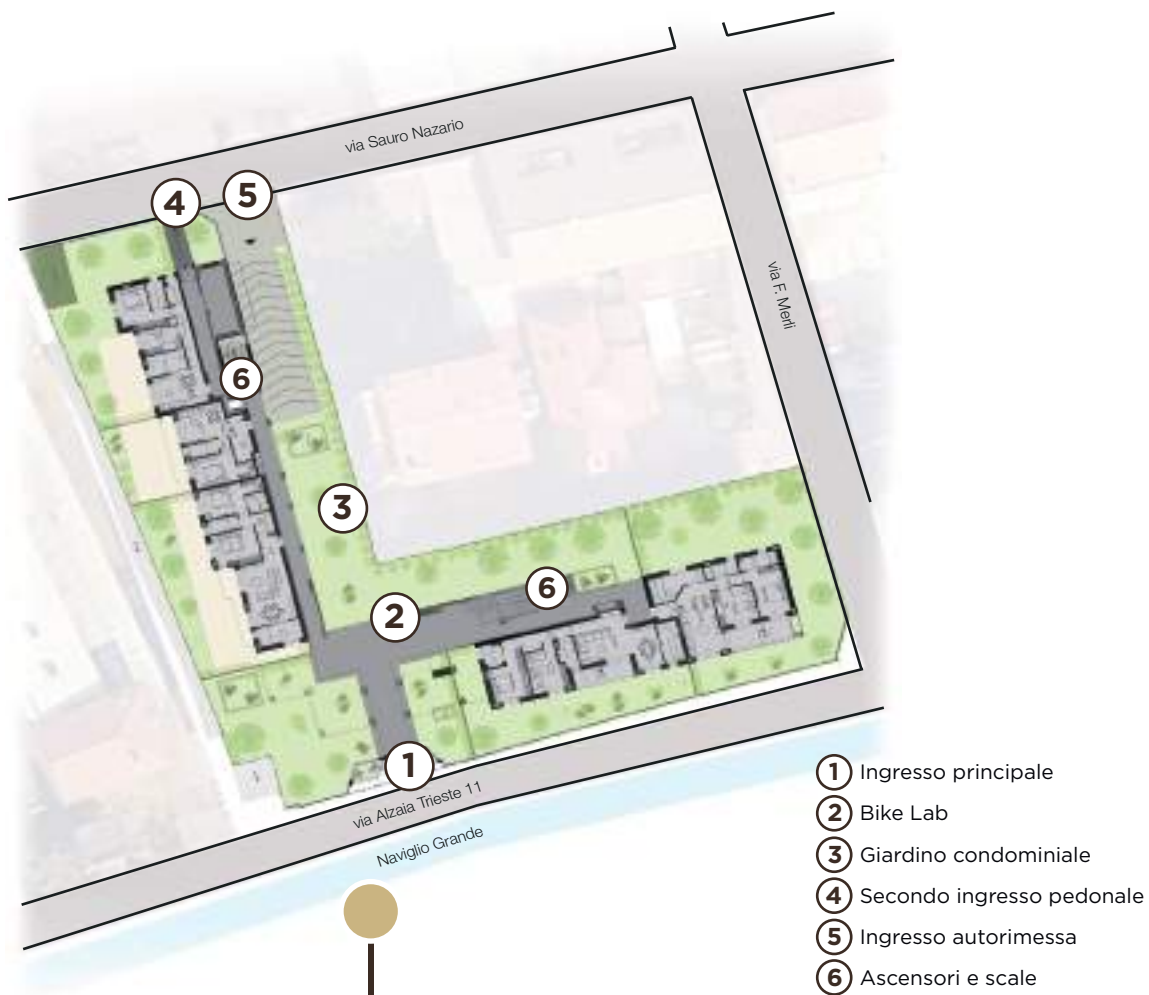 via Sauro Nazario
4
5
via F. Merli
6
3
6
2
1
via Alzaia Trieste 11
Naviglio Grande
1 Ingresso principale
2 Bike Lab
3 Giardino condominiale
4 Secondo ingresso pedonale
5 Ingresso autorimessa
6 Ascensori e scale